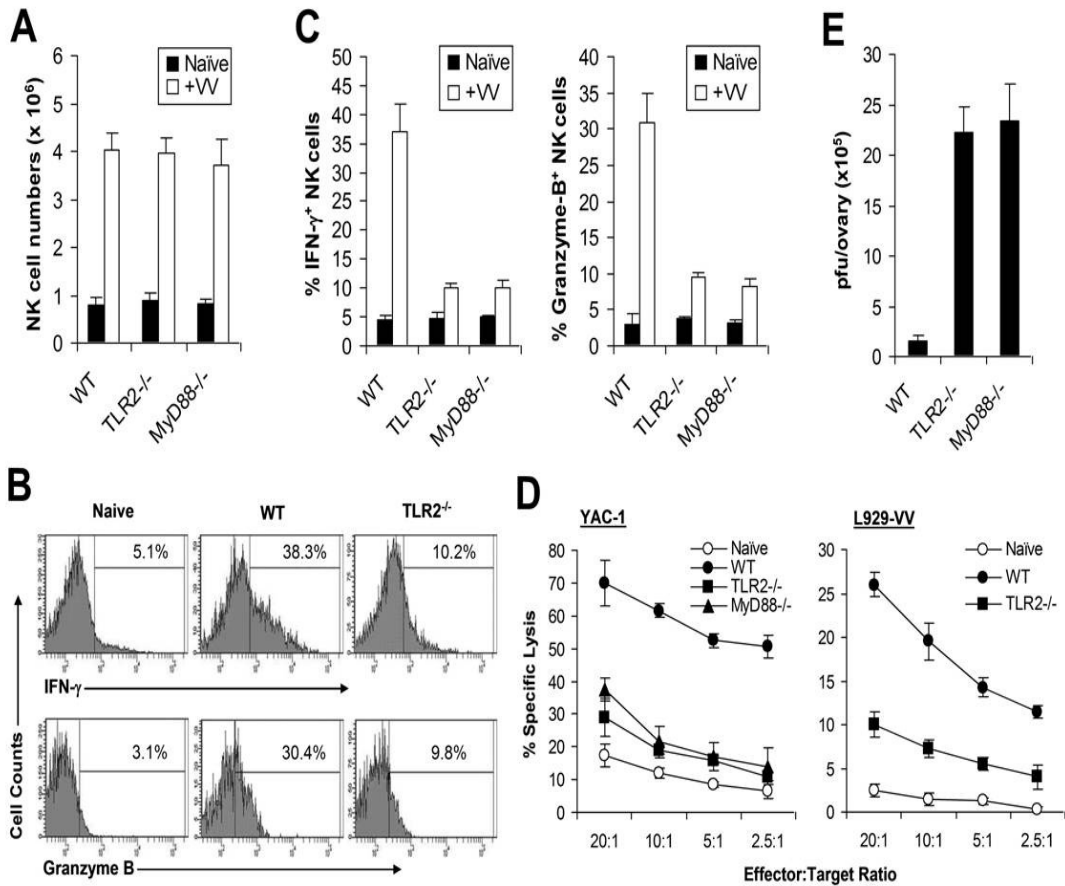 A
Naïve
+VV
NK cell numbers (x 10⁶)
6
5
4
3
2
1
0
WT
TLR2-/-
MyD88-/-
C
Naïve
+VV
% IFN-γ⁺ NK cells
50
45
40
35
30
25
20
15
10
5
0
WT
TLR2-/-
MyD88-/-
Naïve
+VV
% Granzyme-B⁺ NK cells
40
35
30
25
20
15
10
5
0
WT
TLR2-/-
MyD88-/-
E
pfu/ovary (x10⁵)
30
25
20
15
10
5
0
WT
TLR2-/-
MyD88-/-
B
Naive
WT
TLR2⁻/⁻
5.1%
38.3%
10.2%
IFN-γ
3.1%
30.4%
9.8%
Cell Counts
Granzyme B
D
YAC-1
Naïve
WT
TLR2-/-
MyD88-/-
% Specific Lysis
80
70
60
50
40
30
20
10
0
20:1
10:1
5:1
2.5:1
L929-VV
Naïve
WT
TLR2-/-
30
25
20
15
10
5
0
20:1
10:1
5:1
2.5:1
Effector:Target Ratio